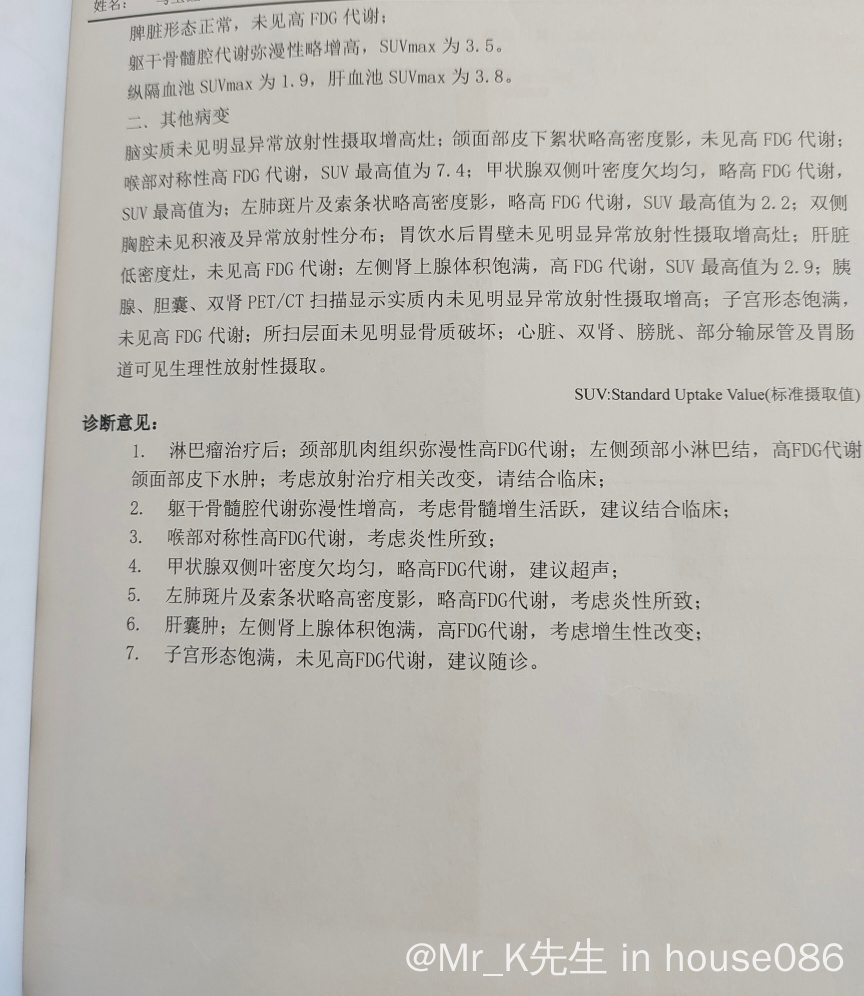 姓名：
脾脏形态正常，未见高 FDG 代谢；
躯干骨髓腔代谢弥漫性略增高，SUVmax 为 3.5。
纵隔血池 SUVmax 为 1.9，肝血池 SUVmax 为 3.8。
二．其他病变
脑实质未见明显异常放射性摄取增高灶；颌面部皮下絮状略高密度影，未见高 FDG 代谢；
喉部对称性高 FDG 代谢，SUV 最高值为 7.4；甲状腺双侧叶密度欠均匀，略高 FDG 代谢，
SUV 最高值为；左肺斑片及索条状略高密度影，略高 FDG 代谢，SUV 最高值为 2.2；双侧
胸腔未见积液及异常放射性分布；胃饮水后胃壁未见明显异常放射性摄取增高灶；肝脏
低密度灶，未见高 FDG 代谢；左侧肾上腺体积饱满，高 FDG 代谢，SUV 最高值为 2.9；胰
腺、胆囊、双肾 PET/CT 扫描显示实质内未见明显异常放射性摄取增高；子宫形态饱满，
未见高 FDG 代谢；所扫层面未见明显骨质破坏；心脏、双肾、膀胱、部分输尿管及胃肠
道可见生理性放射性摄取。
SUV:Standard Uptake Value(标准摄取值)
诊断意见：
1. 淋巴瘤治疗后；颈部肌肉组织弥漫性高FDG代谢；左侧颈部小淋巴结，高FDG代谢
颌面部皮下水肿；考虑放射治疗相关改变，请结合临床；
2. 躯干骨髓腔代谢弥漫性增高，考虑骨髓增生活跃，建议结合临床；
3. 喉部对称性高FDG代谢，考虑炎性所致；
4. 甲状腺双侧叶密度欠均匀，略高FDG代谢，建议超声；
5. 左肺斑片及索条状略高密度影，略高FDG代谢，考虑炎性所致；
6. 肝囊肿；左侧肾上腺体积饱满，高FDG代谢，考虑增生性改变；
7. 子宫形态饱满，未见高FDG代谢，建议随诊。
@Mr_K先生 in house086